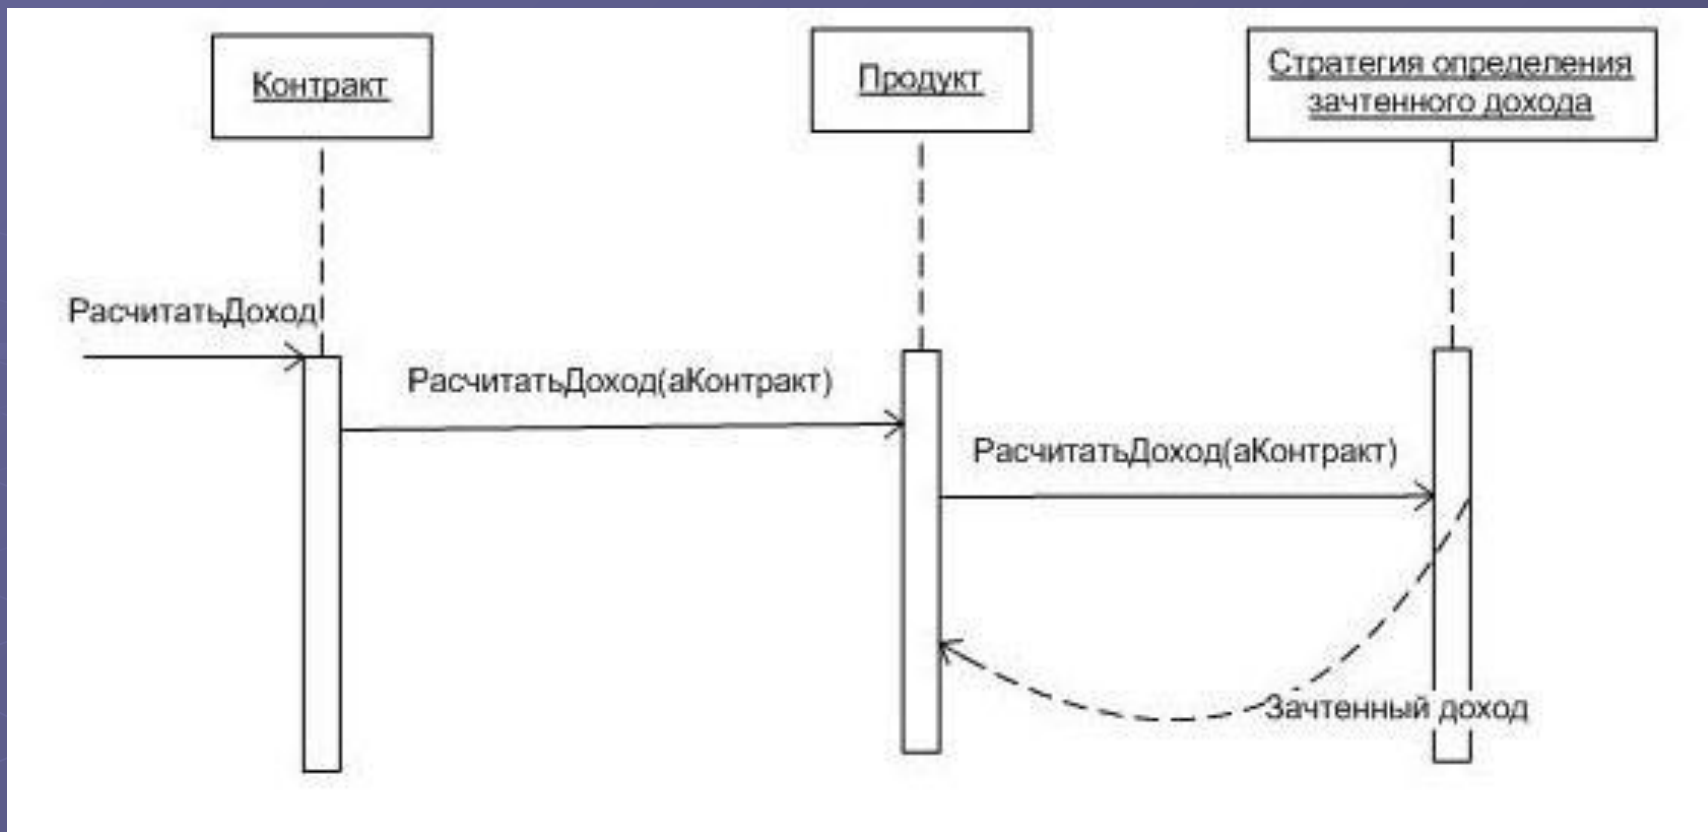 Контракт
Продукт
Стратегия определения
зачтенного дохода
РасчитатьДоход
РасчитатьДоход(аКонтракт)
РасчитатьДоход(аКонтракт)
Зачтенный доход